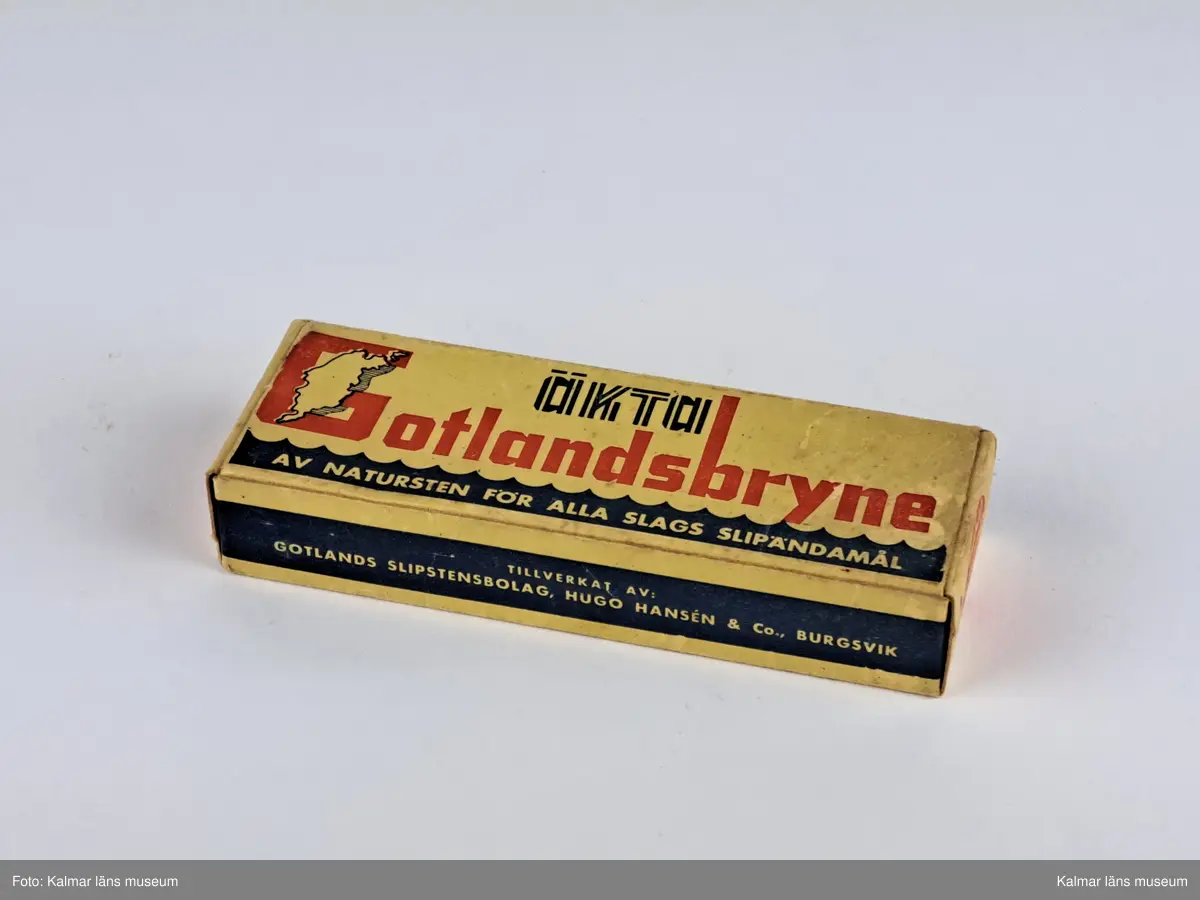 äkta
Gotlandsbryne
AV NATURSTEN FÖR ALLA SLAGS SLIPÄNDAMÅL
TILLVERKAT AV:
GOTLANDS SLIPSTENSBOLAG, HUGO HANSÉN & Co., BURGSVIK
Foto: Kalmar läns museum
Kalmar läns museum